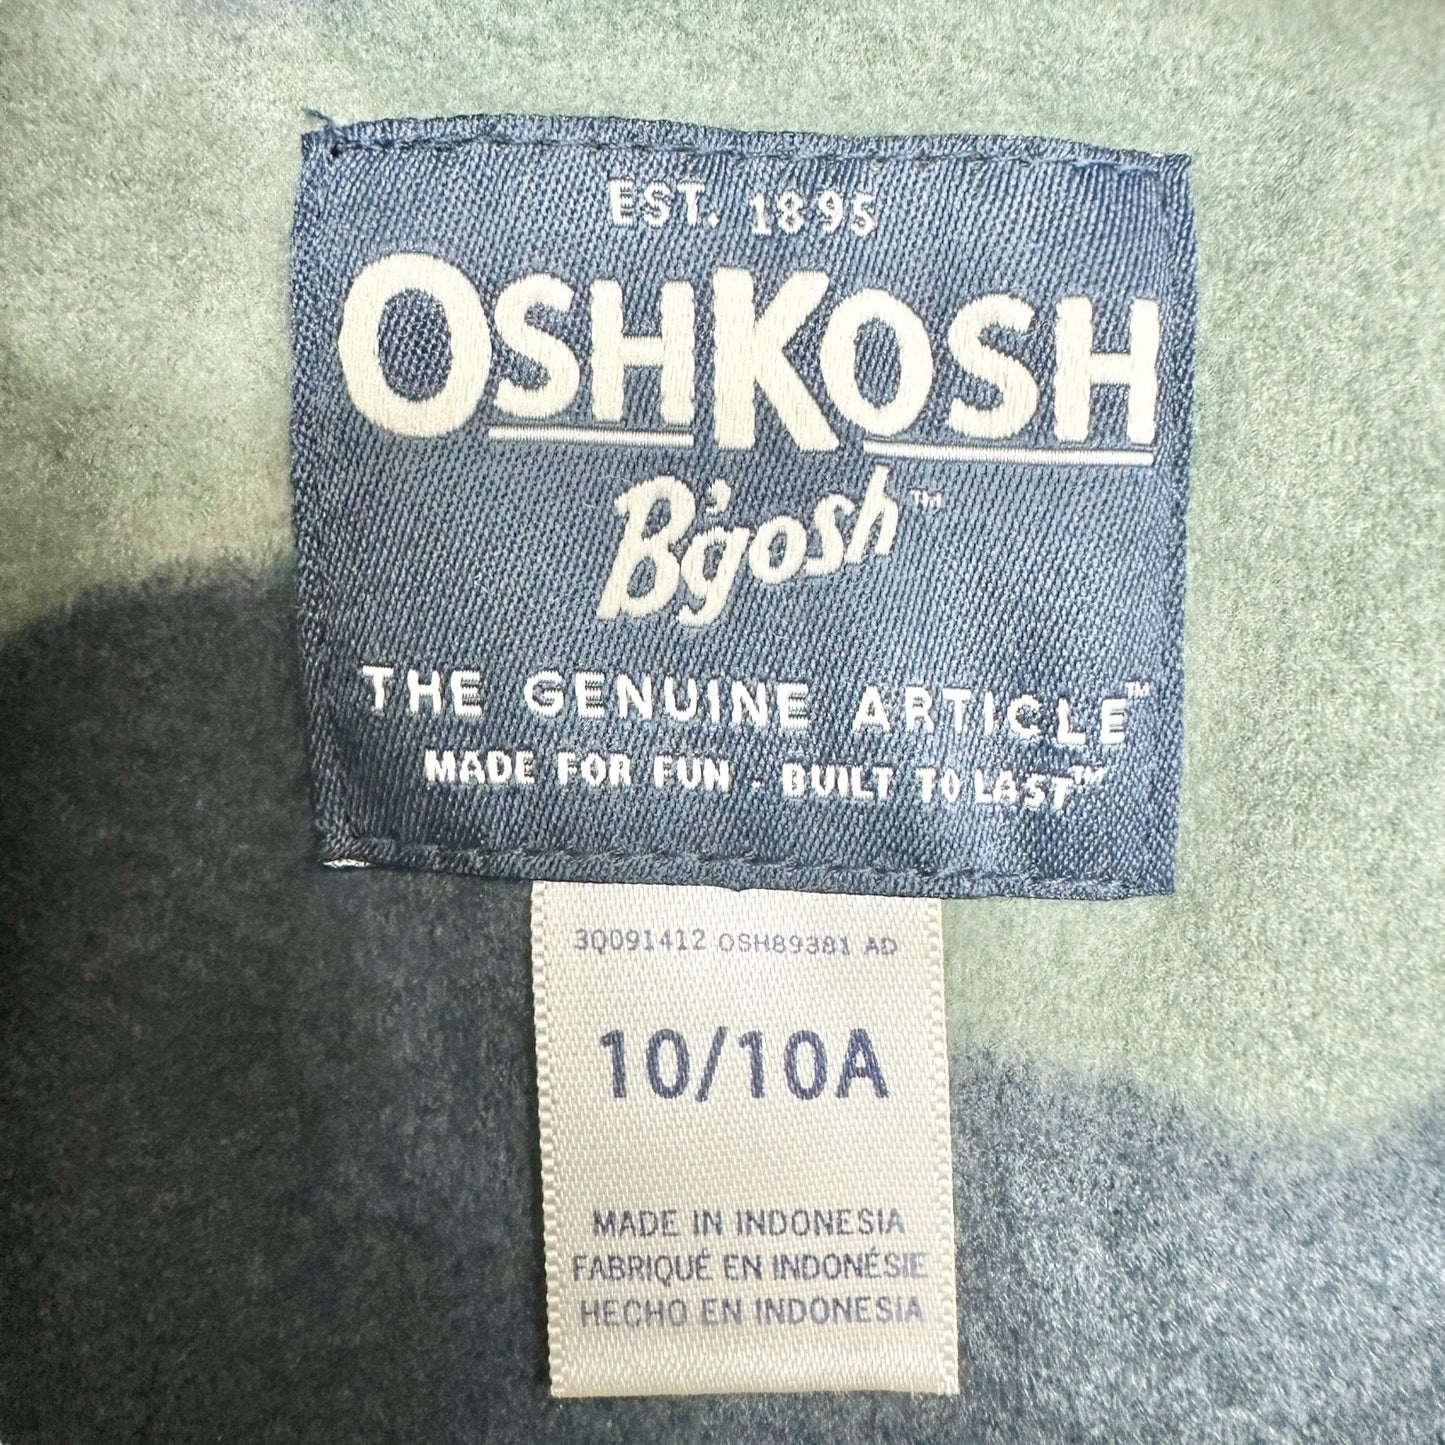 EST. 1895
OSHKOSH
B'gosh™
THE GENUINE ARTICLE™
MADE FOR FUN . BUILT TO LAST™
3Q091412 OSH89381 AD
10/10A
MADE IN INDONESIA
FABRIQUÉ EN INDONÉSIE
HECHO EN INDONESIA